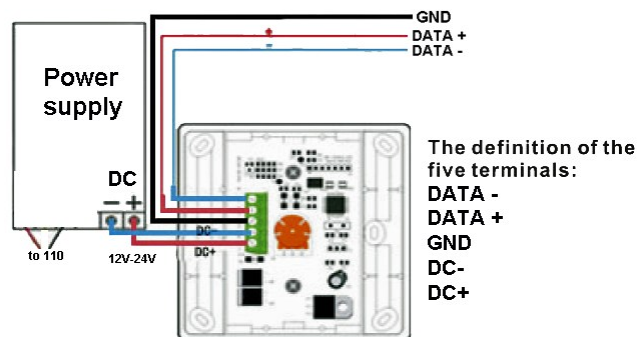 GND
DATA +
DATA -
+
-
Power
supply
DC
- +
to 110
12V-24V
DC-
DC+
The definition of the
five terminals:
DATA -
DATA +
GND
DC-
DC+